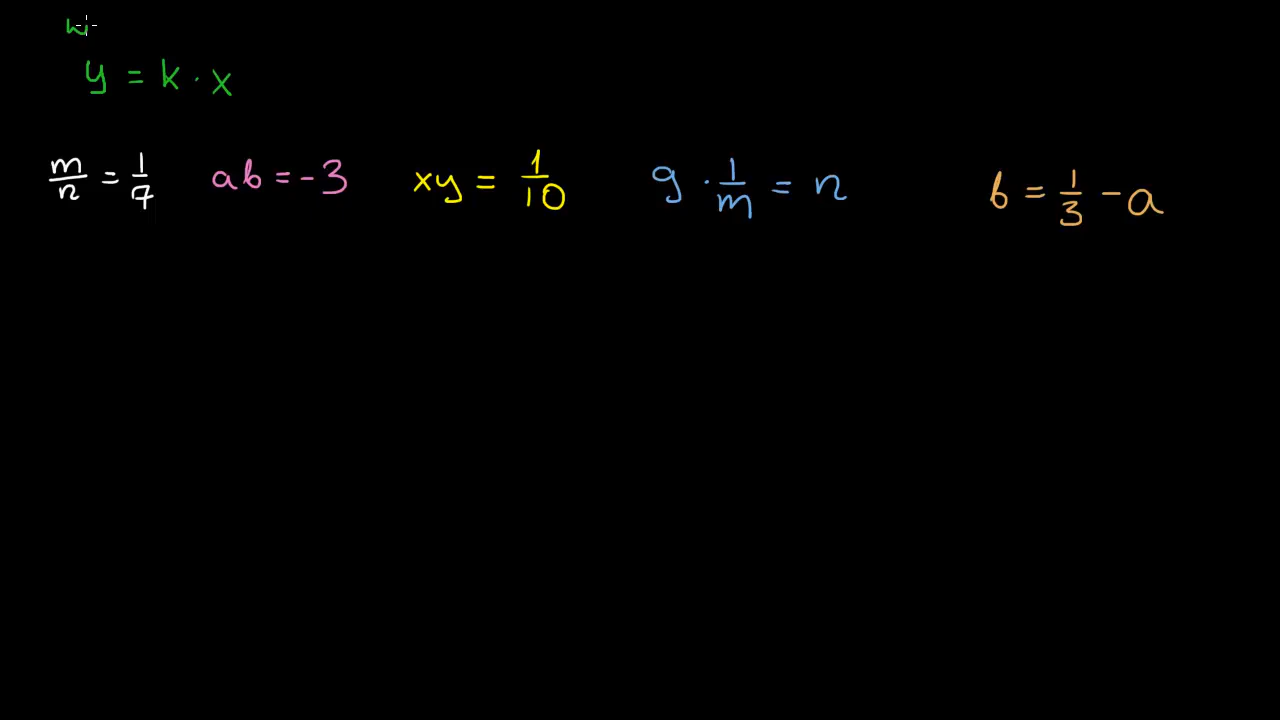 y = k · x
m/n = 1/7 ab = -3 xy = 1/10 9 · 1/m = n b = 1/3 - a